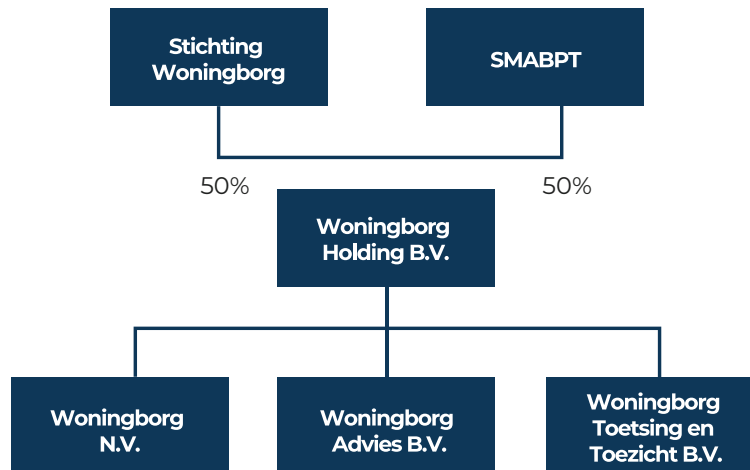 Stichting
Woningborg
SMABPT
50%
50%
Woningborg
Holding B.V.
Woningborg
N.V.
Woningborg
Advies B.V.
Woningborg
Toetsing en
Toezicht B.V.